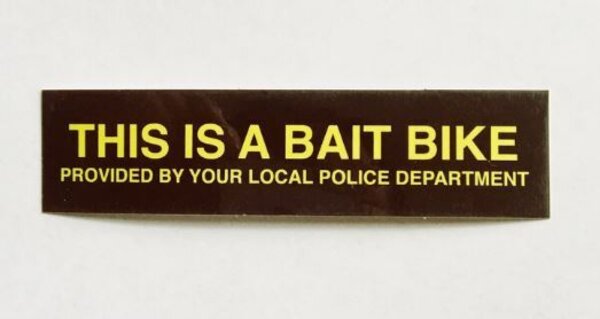 THIS IS A BAIT BIKE
PROVIDED BY YOUR LOCAL POLICE DEPARTMENT